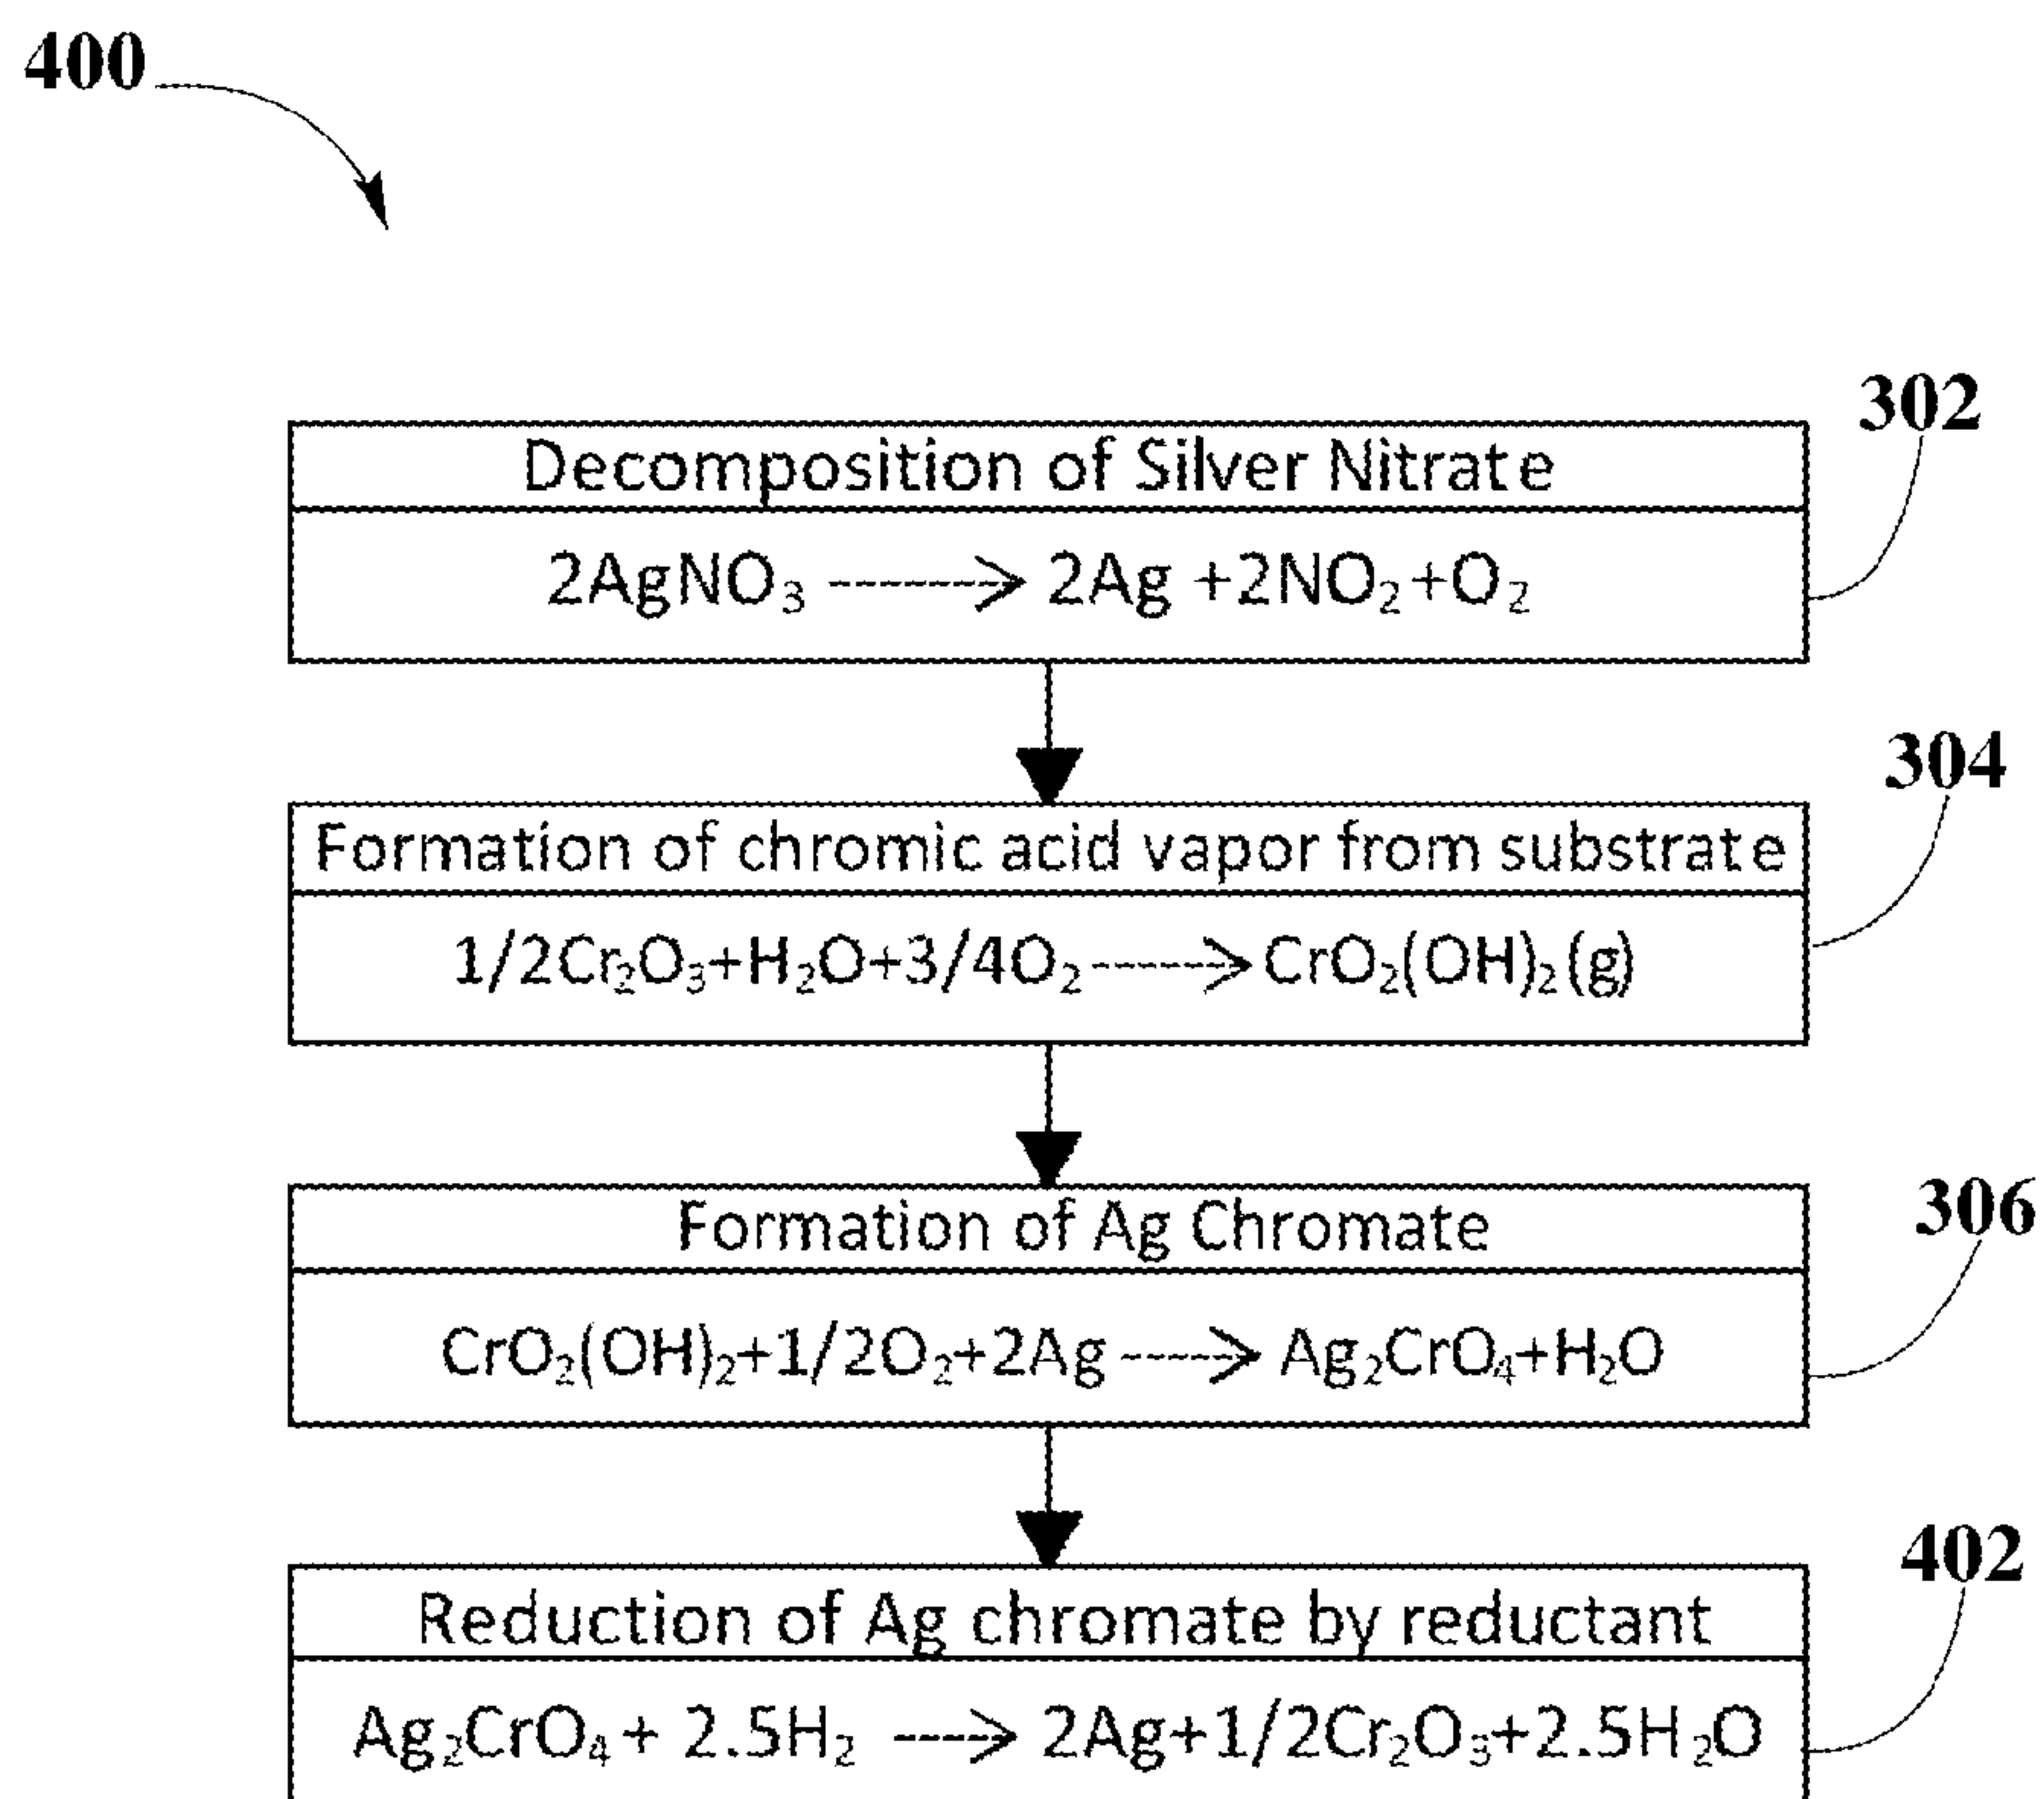 400
302
Decomposition of Silver Nitrate
2AgNO₃ -------> 2Ag +2NO₂+O₂
304
Formation of chromic acid vapor from substrate
1/2Cr₂O₃+H₂O+3/4O₂------>CrO₂(OH)₂(g)
306
Formation of Ag Chromate
CrO₂(OH)₂+1/2O₂+2Ag -----> Ag₂CrO₄+H₂O
402
Reduction of Ag chromate by reductant
Ag₂CrO₄ + 2.5H₂ ----> 2Ag+1/2Cr₂O₃+2.5H₂O